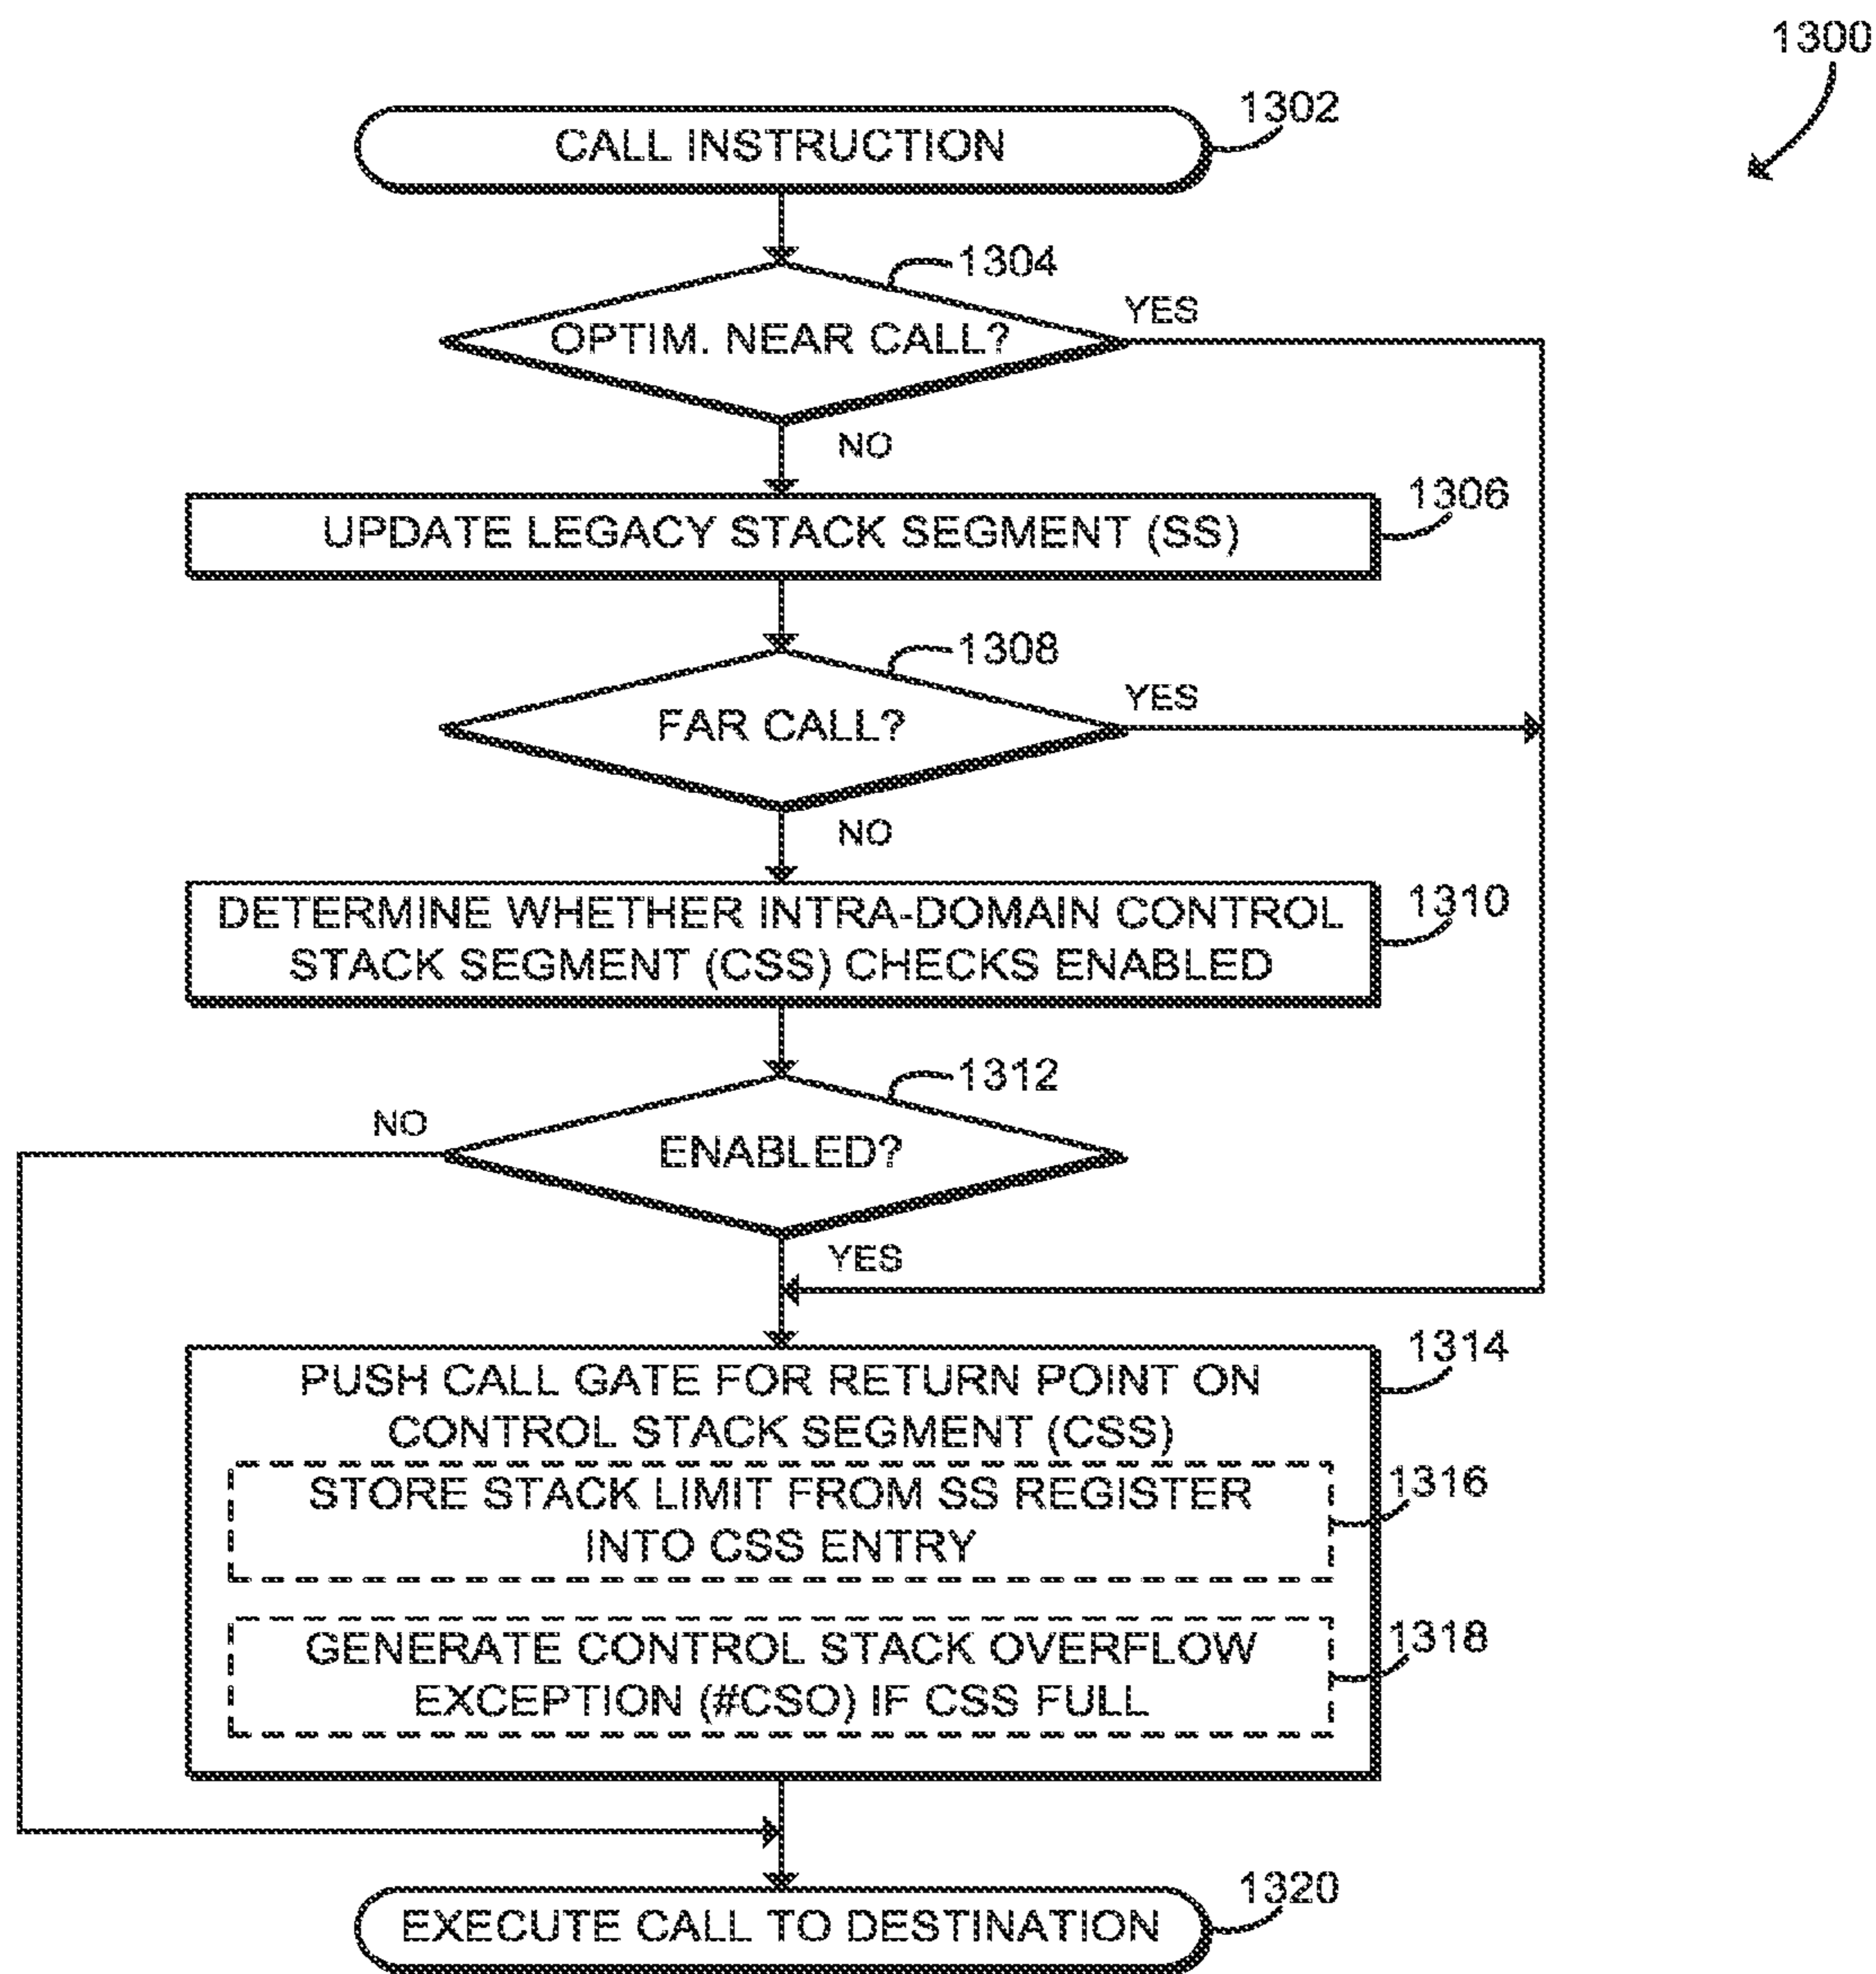 1300
CALL INSTRUCTION
1302
1304
OPTIM. NEAR CALL?
YES
NO
UPDATE LEGACY STACK SEGMENT (SS)
1306
1308
FAR CALL?
YES
NO
DETERMINE WHETHER INTRA-DOMAIN CONTROL
STACK SEGMENT (CSS) CHECKS ENABLED
1310
1312
NO
ENABLED?
YES
PUSH CALL GATE FOR RETURN POINT ON
CONTROL STACK SEGMENT (CSS)
1314
STORE STACK LIMIT FROM SS REGISTER
INTO CSS ENTRY
1316
GENERATE CONTROL STACK OVERFLOW
EXCEPTION (#CSO) IF CSS FULL
1318
EXECUTE CALL TO DESTINATION
1320